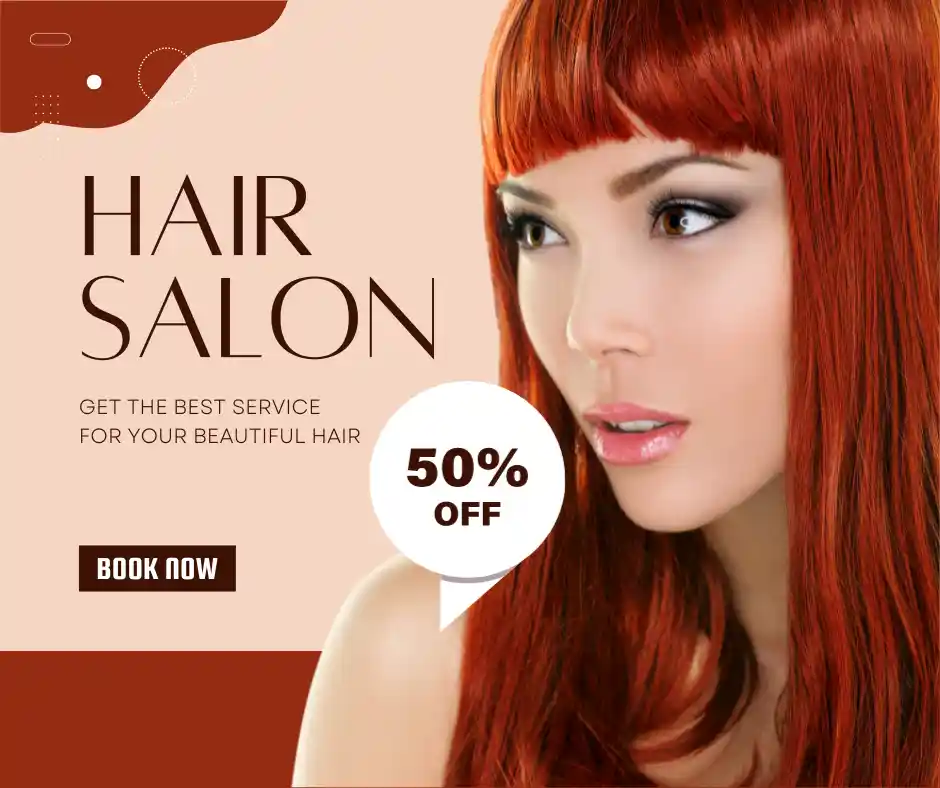 HAIR
SALON
GET THE BEST SERVICE
FOR YOUR BEAUTIFUL HAIR
50%
OFF
BOOK NOW